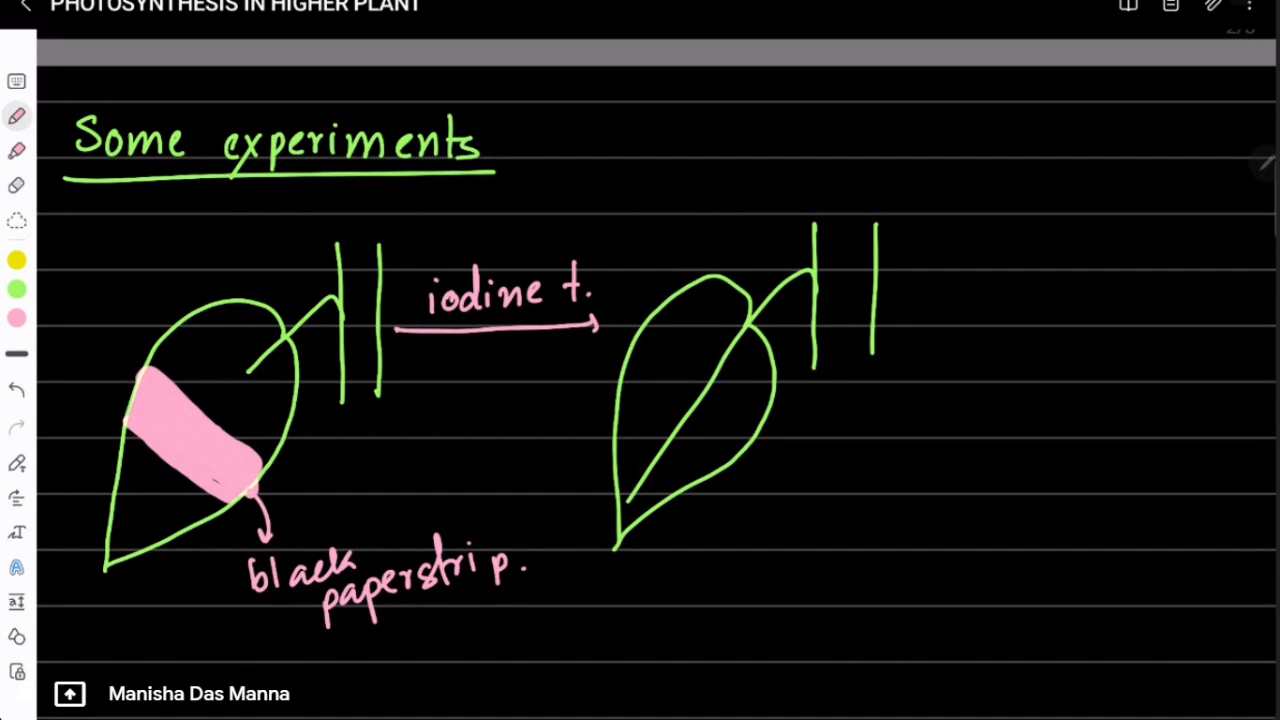 PHOTOSYNTHESIS IN HIGHER PLANT
Some experiments
iodine t.
black
paperstrip.
Manisha Das Manna